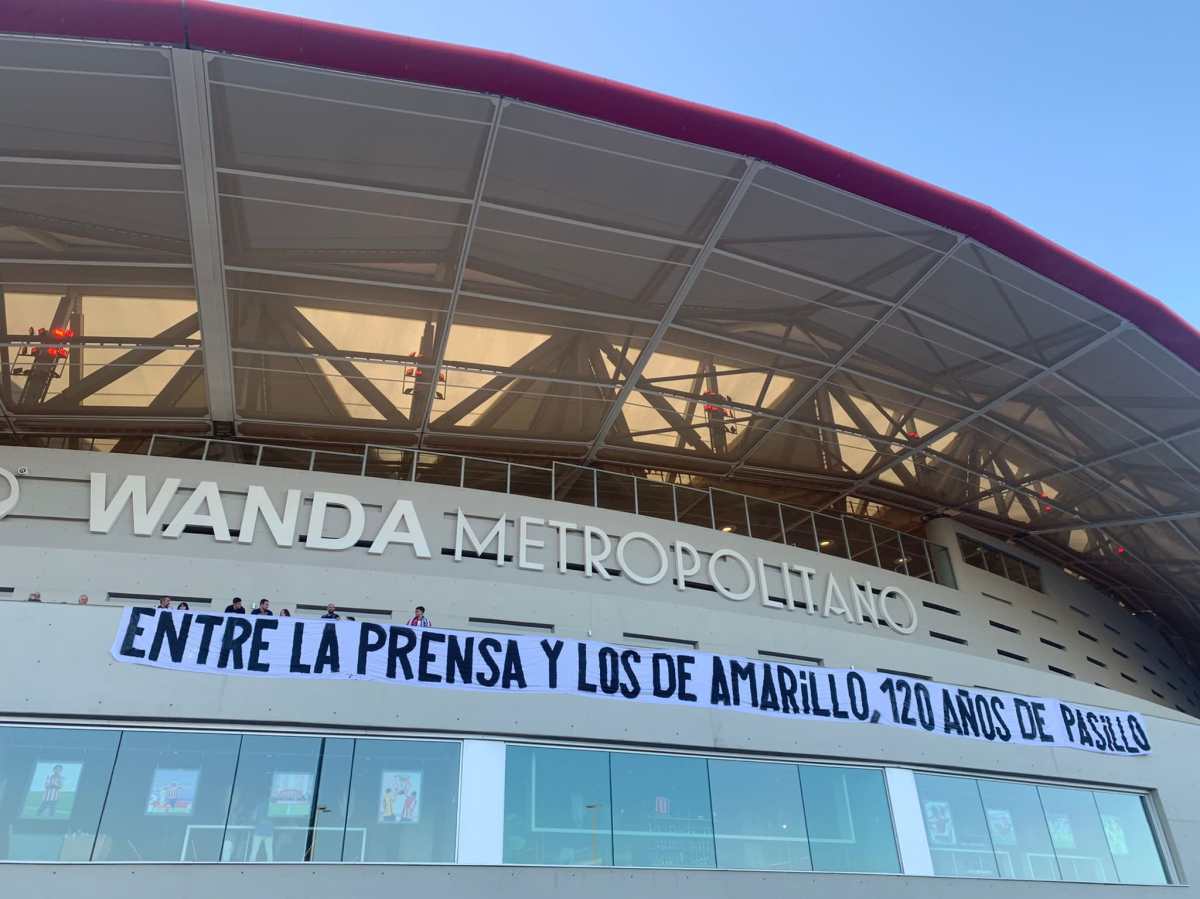 WANDA METROPOLITANO
ENTRE LA PRENSA Y LOS DE AMARiLLO, 120 AÑOS DE PASiLLO